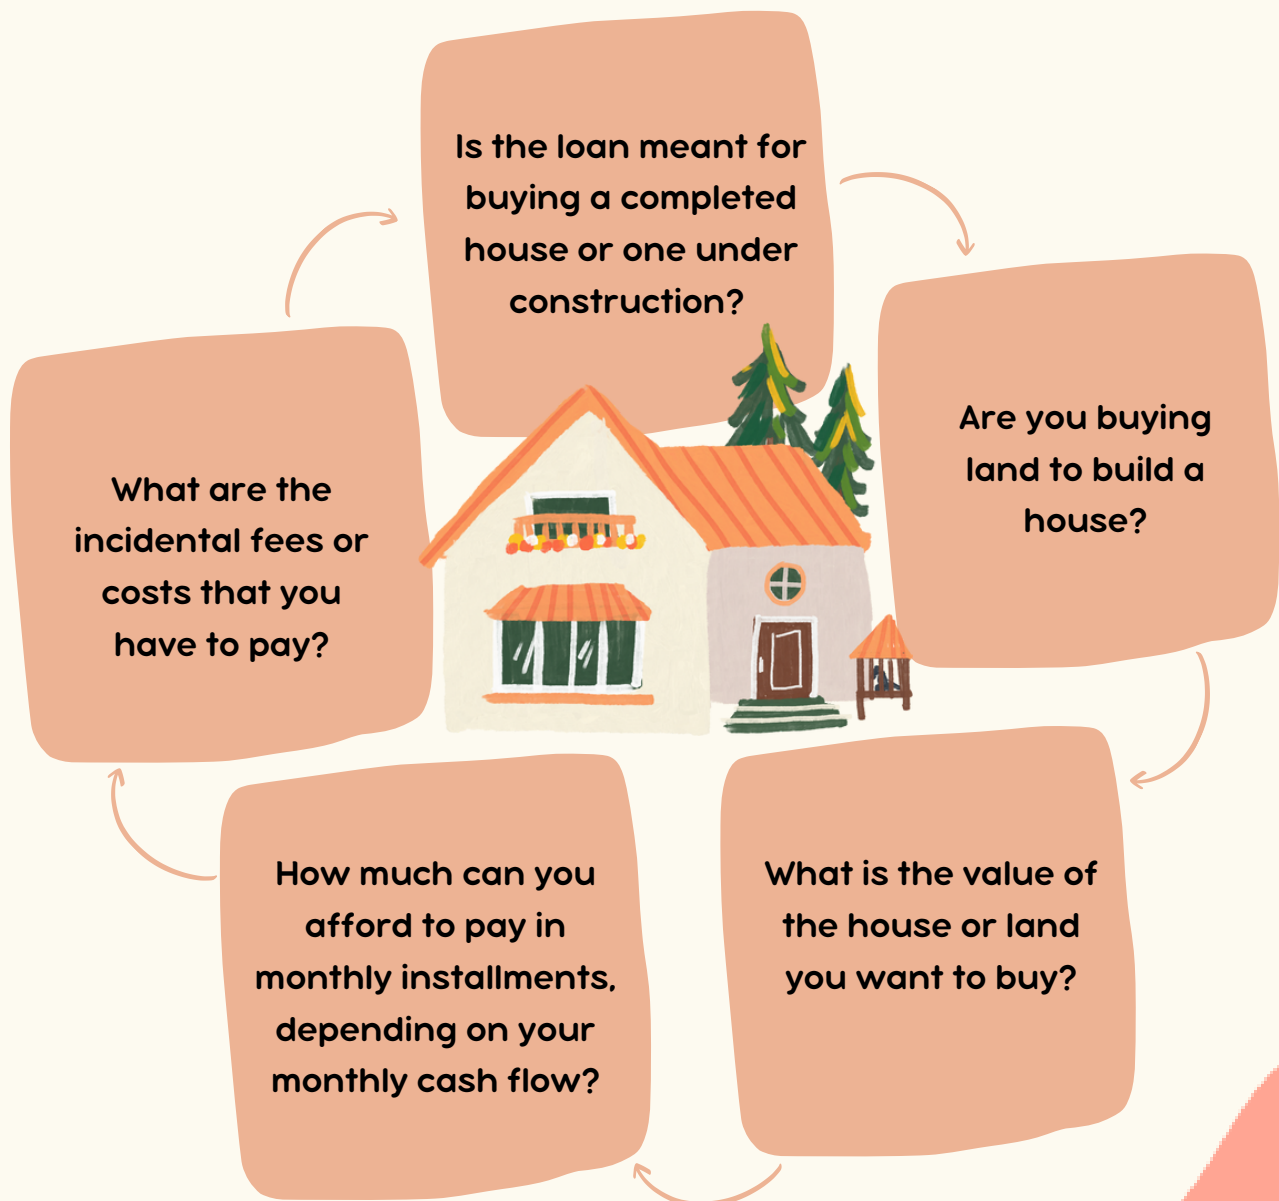 Is the loan meant for
buying a completed
house or one under
construction?
Are you buying
land to build a
house?
What is the value of
the house or land
you want to buy?
How much can you
afford to pay in
monthly installments,
depending on your
monthly cash flow?
What are the
incidental fees or
costs that you
have to pay?